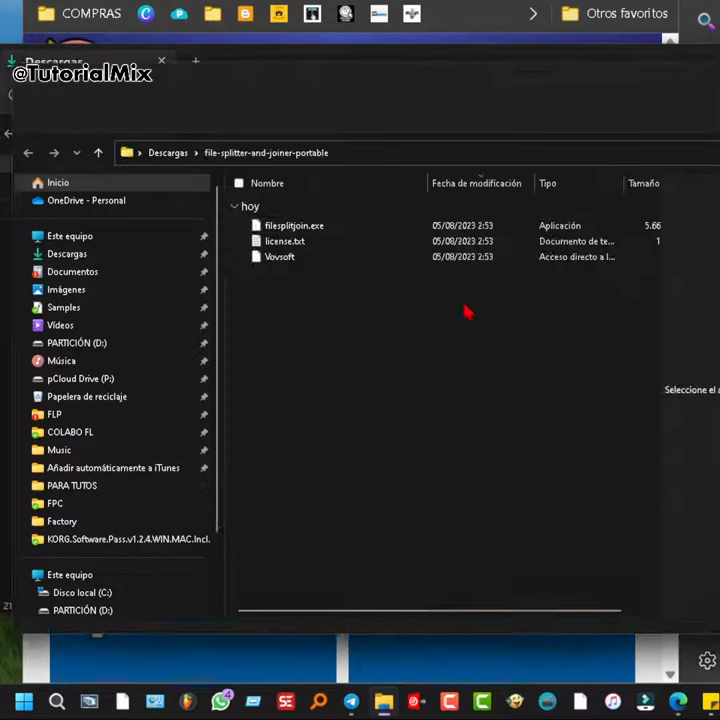 COMPRAS
Otros favoritos
Descargas
@TutorialMix
Descargas
file-splitter-and-joiner-portable
Inicio
Nombre
Fecha de modificación
Tipo
Tamaño
OneDrive - Personal
hoy
filesplitjoin.exe
05/08/2023 2:53
Aplicación
5.66
Este equipo
license.txt
05/08/2023 2:53
Documento de te...
1
Descargas
Vovsoft
05/08/2023 2:53
Acceso directo a l...
Documentos
Imágenes
Samples
Vídeos
PARTICIÓN (D:)
Música
pCloud Drive (P:)
Seleccione el a
Papelera de reciclaje
FLP
COLABO FL
Music
Añadir automáticamente a iTunes
PARA TUTOS
FPC
Factory
KORG.Software.Pass.v1.2.4.WIN.MAC.Incl.
Este equipo
Disco local (C:)
PARTICIÓN (D:)
21
4
SE